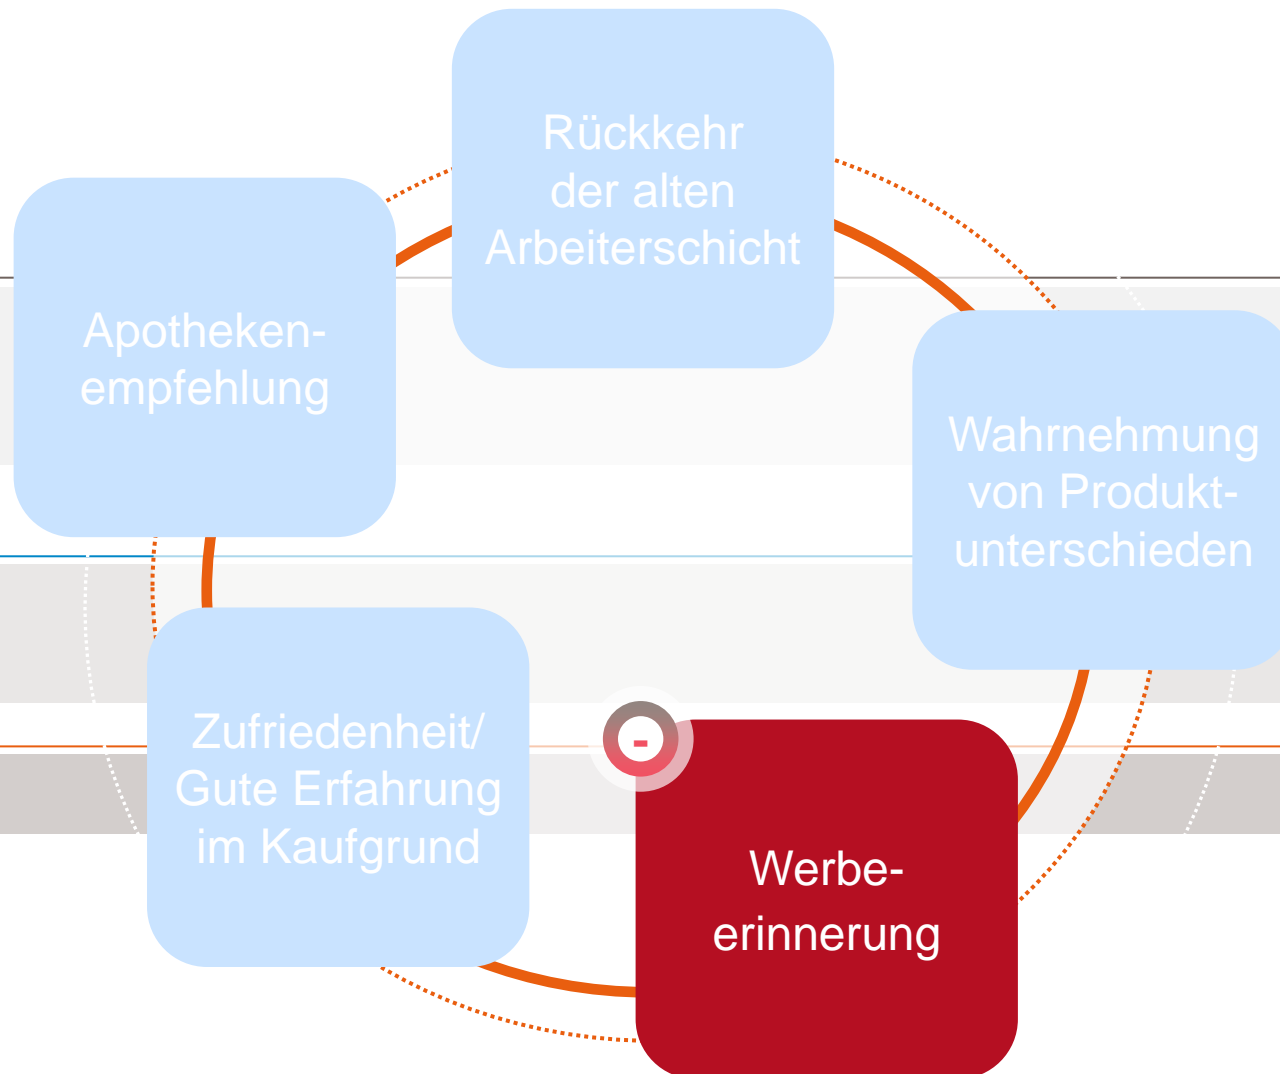 Rückkehr
der alten
Arbeiterschicht
Apotheken-
empfehlung
Wahrnehmung
von Produkt-
unterschieden
Zufriedenheit/
Gute Erfahrung
im Kaufgrund
-
Werbe-
erinnerung